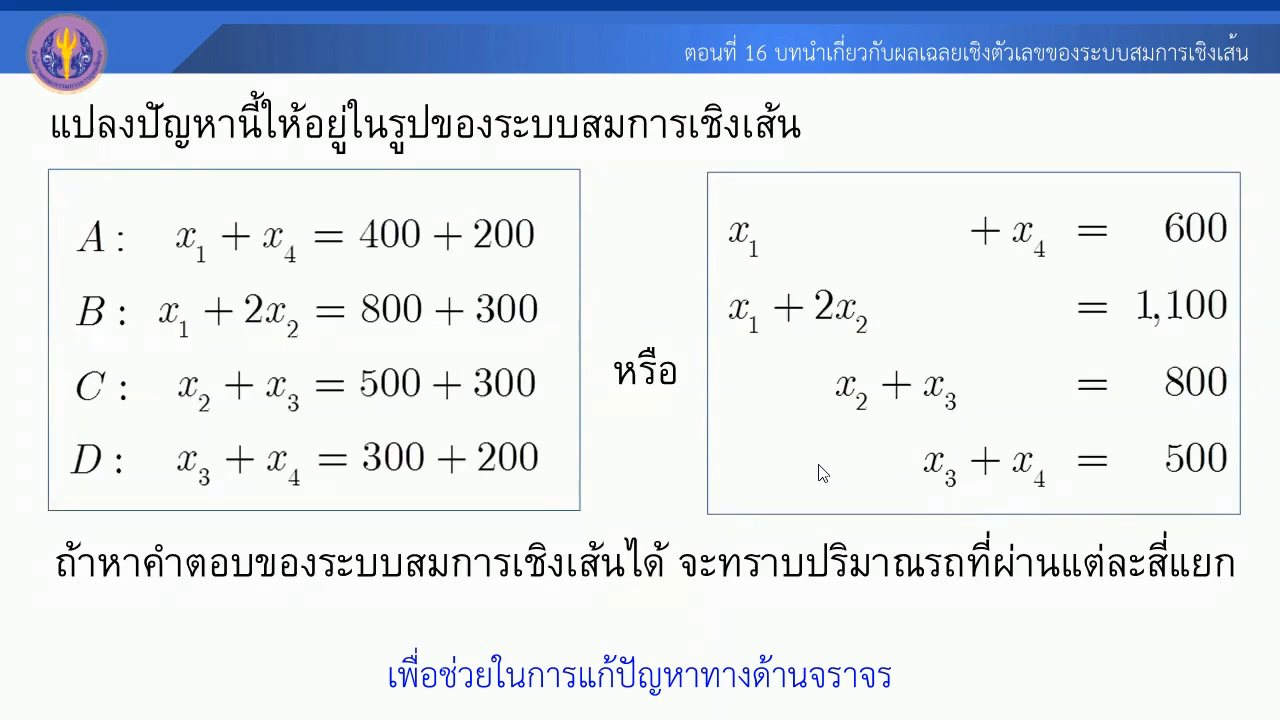 ตอนที่ 16 บทนำเกี่ยวกับผลเฉลยเชิงตัวเลขของระบบสมการเชิงเส้น
แปลงปัญหานี้ให้อยู่ในรูปของระบบสมการเชิงเส้น
A : x₁ + x₄ = 400 + 200
B : x₁ + 2x₂ = 800 + 300
C : x₂ + x₃ = 500 + 300
D : x₃ + x₄ = 300 + 200
หรือ
x₁ + x₄ = 600
x₁ + 2x₂ = 1,100
x₂ + x₃ = 800
x₃ + x₄ = 500
ถ้าหาคำตอบของระบบสมการเชิงเส้นได้ จะทราบปริมาณรถที่ผ่านแต่ละสี่แยก
เพื่อช่วยในการแก้ปัญหาทางด้านจราจร